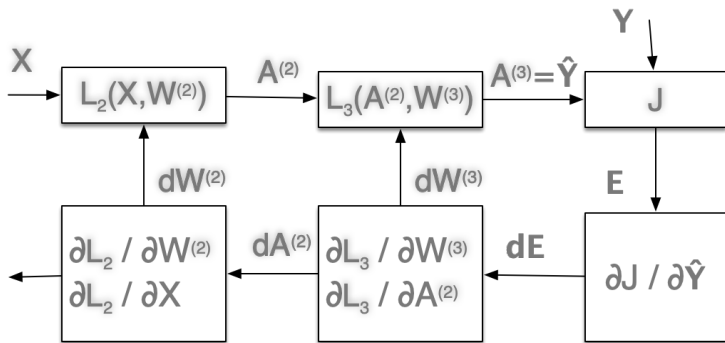 Y
X
A⁽²⁾
A⁽³⁾=Ŷ
L₂(X,W⁽²⁾)
L₃(A⁽²⁾,W⁽³⁾)
J
dW⁽²⁾
dW⁽³⁾
E
dA⁽²⁾
dE
∂L₂ / ∂W⁽²⁾
∂L₂ / ∂X
∂L₃ / ∂W⁽³⁾
∂L₃ / ∂A⁽²⁾
∂J / ∂Ŷ